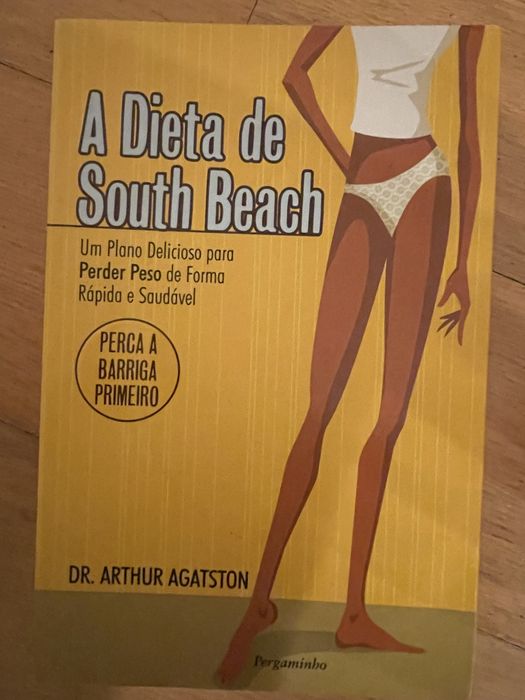 A Dieta de
South Beach
Um Plano Delicioso para
Perder Peso de Forma
Rápida e Saudável
PERCA A
BARRIGA
PRIMEIRO
DR. ARTHUR AGATSTON
Pergaminho